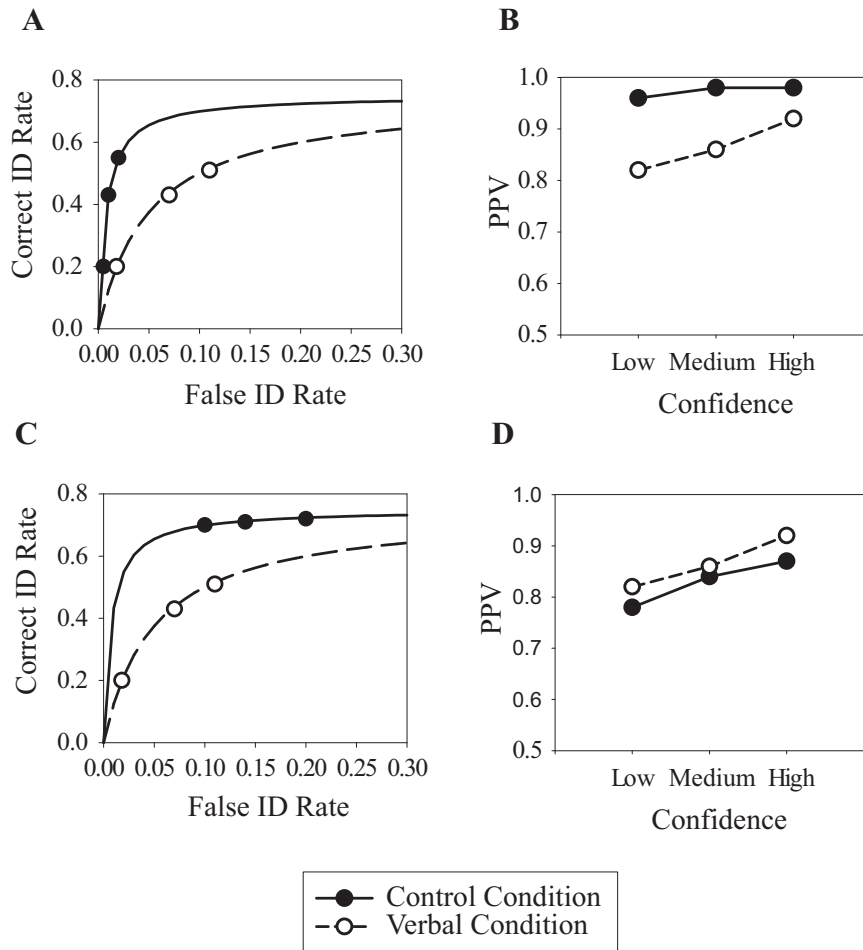 A
B
0.8
0.6
0.4
0.2
0.0
Correct ID Rate
0.00 0.05 0.10 0.15 0.20 0.25 0.30
False ID Rate
1.0
0.9
0.8
0.7
0.6
0.5
PPV
Low Medium High
Confidence
C
D
0.8
0.6
0.4
0.2
0.0
Correct ID Rate
0.00 0.05 0.10 0.15 0.20 0.25 0.30
False ID Rate
1.0
0.9
0.8
0.7
0.6
0.5
PPV
Low Medium High
Confidence
Control Condition
Verbal Condition